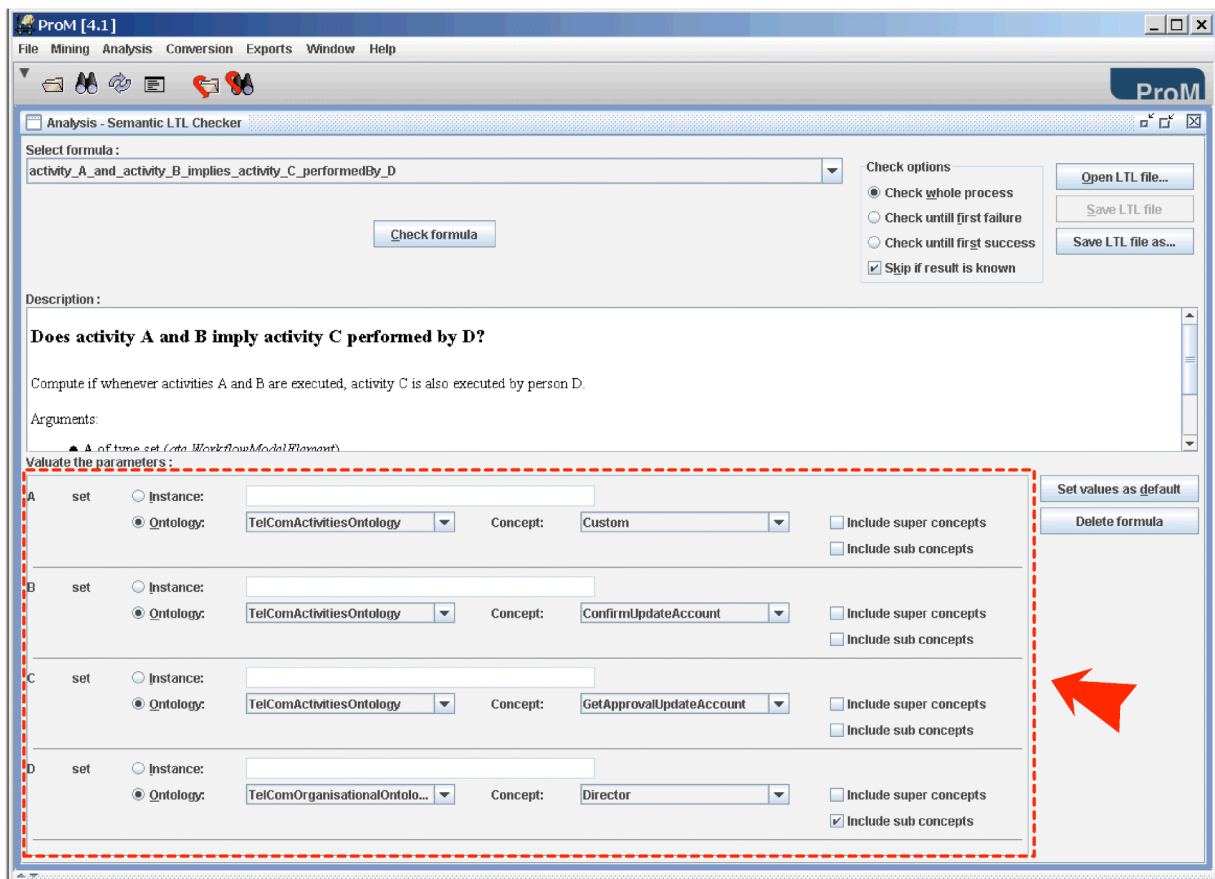 ProM [4.1]
File Mining Analysis Conversion Exports Window Help
ProM
Analysis - Semantic LTL Checker
Select formula :
activity_A_and_activity_B_implies_activity_C_performedBy_D
Check options
Check whole process
Check untill first failure
Check untill first success
Skip if result is known
Open LTL file...
Save LTL file
Save LTL file as...
Check formula
Description :
Does activity A and B imply activity C performed by D?
Compute if whenever activities A and B are executed, activity C is also executed by person D.
Arguments:
• A of type set (ate.WorkflowModelElement)
Valuate the parameters :
A set Instance:
Ontology: TelComActivitiesOntology Concept: Custom Include super concepts
Include sub concepts
B set Instance:
Ontology: TelComActivitiesOntology Concept: ConfirmUpdateAccount Include super concepts
Include sub concepts
C set Instance:
Ontology: TelComActivitiesOntology Concept: GetApprovalUpdateAccount Include super concepts
Include sub concepts
D set Instance:
Ontology: TelComOrganisationalOntolo... Concept: Director Include super concepts
Include sub concepts
Set values as default
Delete formula